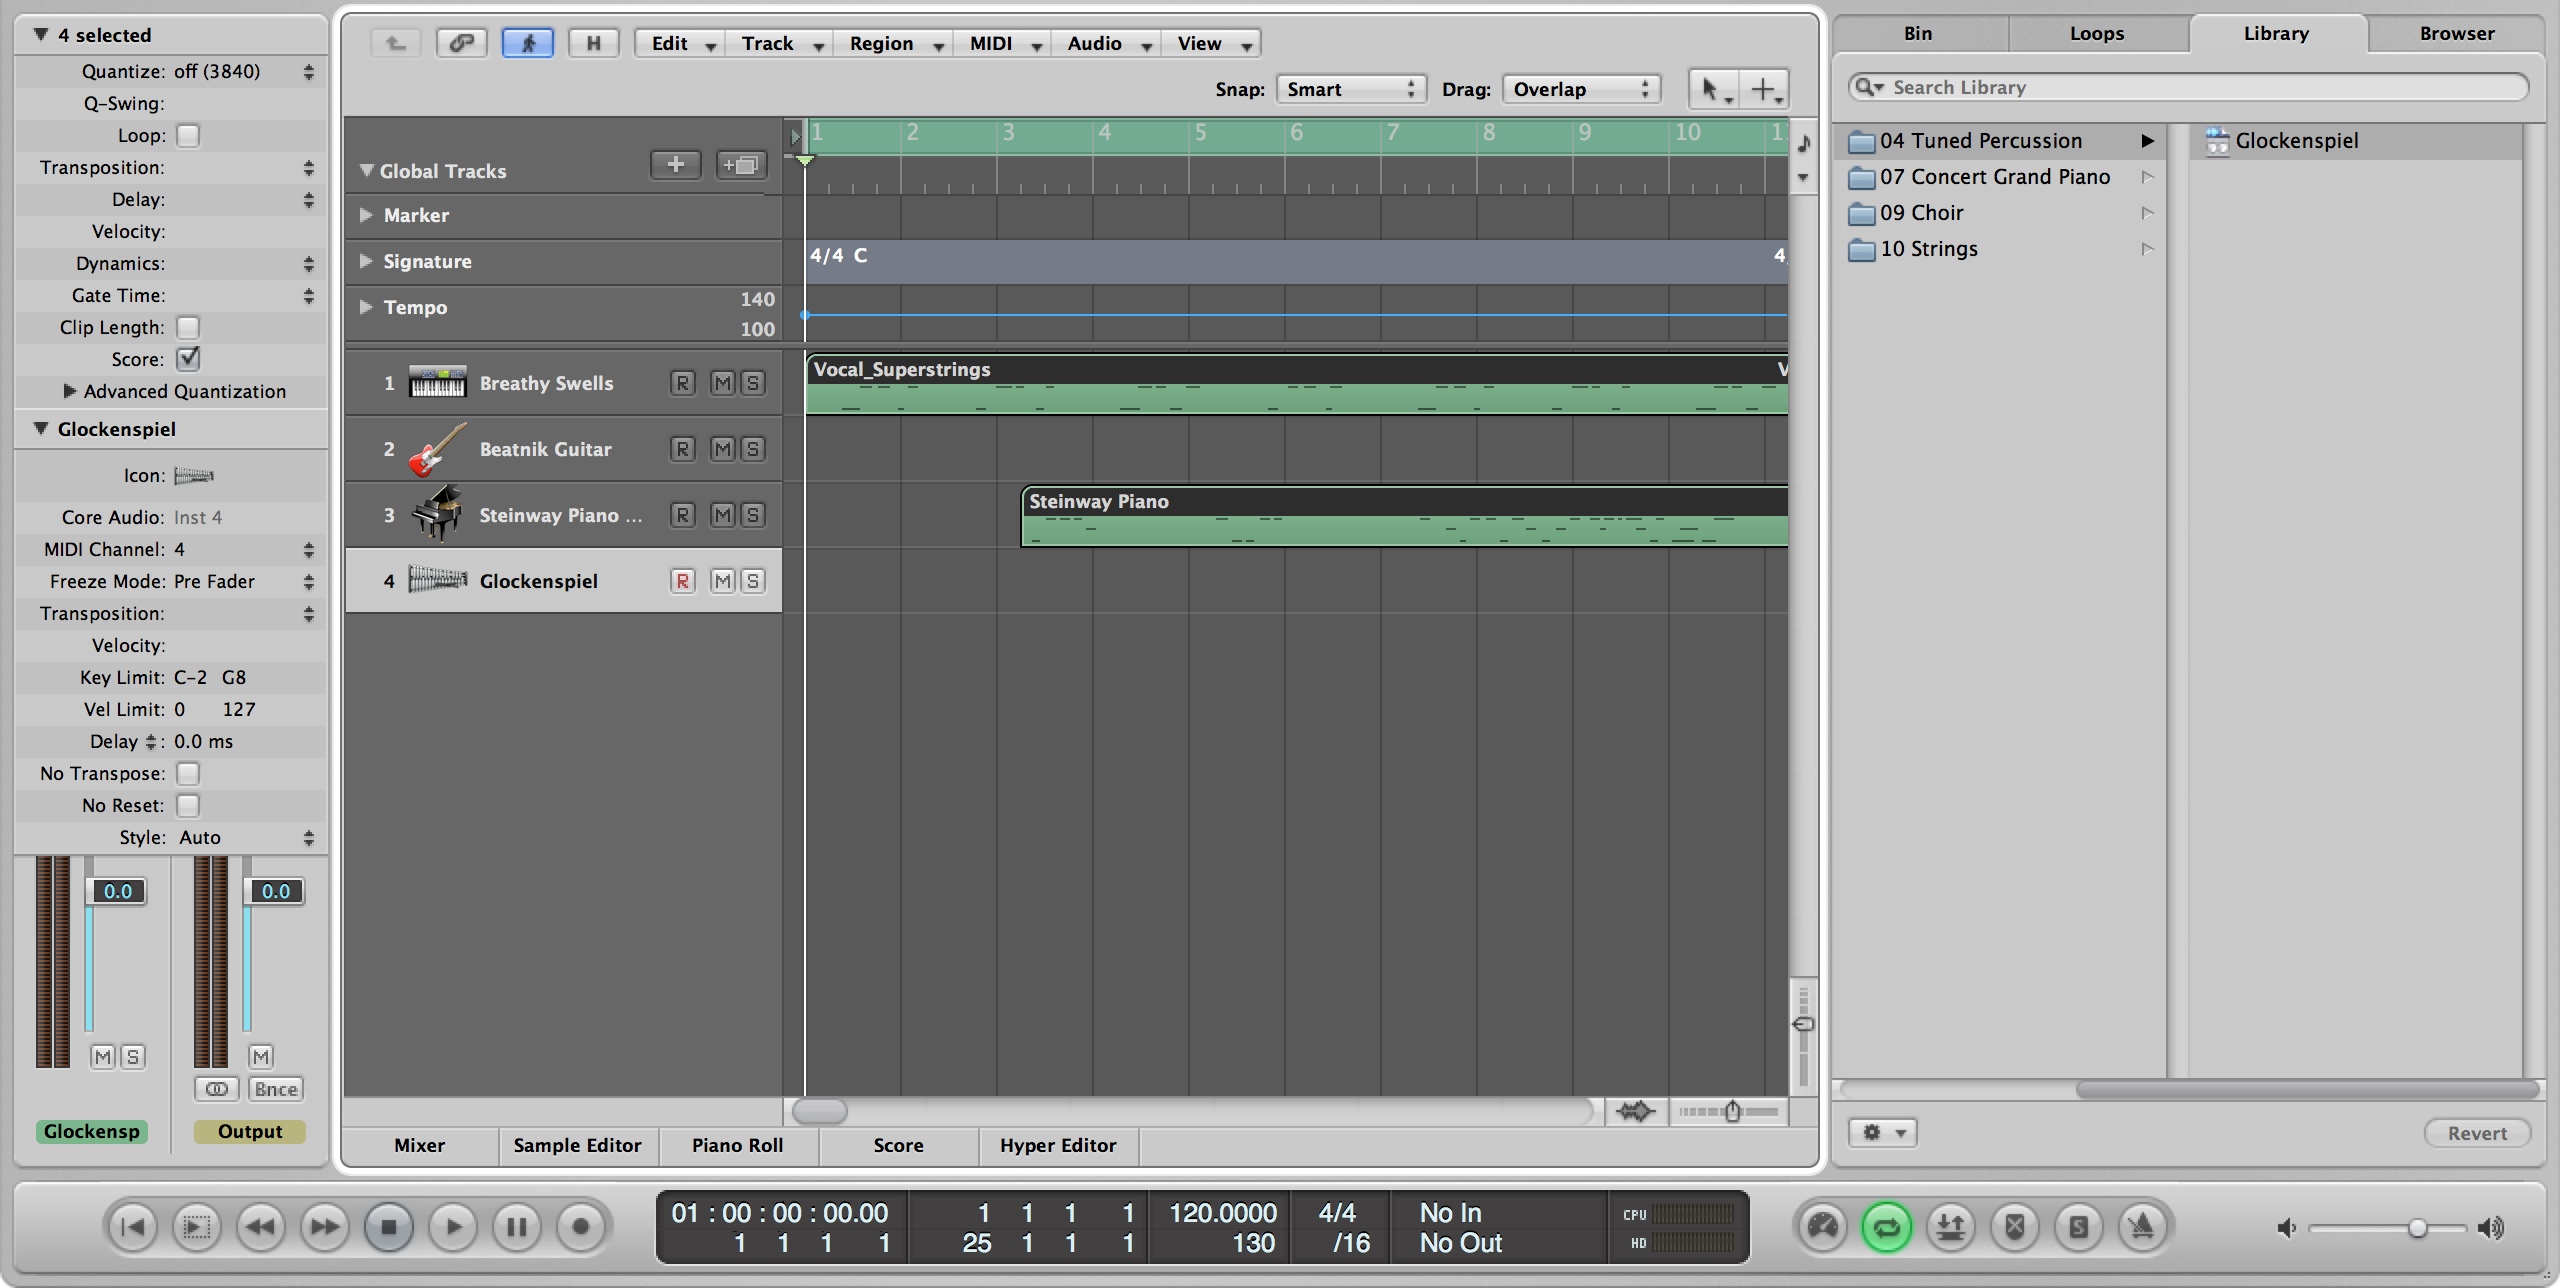 4 selected
Quantize: off (3840)
Q-Swing:
Loop:
Transposition:
Delay:
Velocity:
Dynamics:
Gate Time:
Clip Length:
Score:
Advanced Quantization
Glockenspiel
Icon:
Core Audio: Inst 4
MIDI Channel: 4
Freeze Mode: Pre Fader
Transposition:
Velocity:
Key Limit: C-2 G8
Vel Limit: 0 127
Delay : 0.0 ms
No Transpose:
No Reset:
Style: Auto
0.0 0.0
M S M
Bnce
Glockensp Output
H Edit Track Region MIDI Audio View
Snap: Smart Drag: Overlap
1 2 3 4 5 6 7 8 9 10 1
Global Tracks
Marker
Signature 4/4 C 4
Tempo 140
100
1 Breathy Swells R M S Vocal_Superstrings V
2 Beatnik Guitar R M S
3 Steinway Piano ... R M S Steinway Piano
4 Glockenspiel R M S
Mixer Sample Editor Piano Roll Score Hyper Editor
Bin Loops Library Browser
Search Library
04 Tuned Percussion Glockenspiel
07 Concert Grand Piano
09 Choir
10 Strings
Revert
01 : 00 : 00 : 00.00 1 1 1 1 120.0000 4/4 No In CPU
1 1 1 1 25 1 1 1 130 /16 No Out HD
S